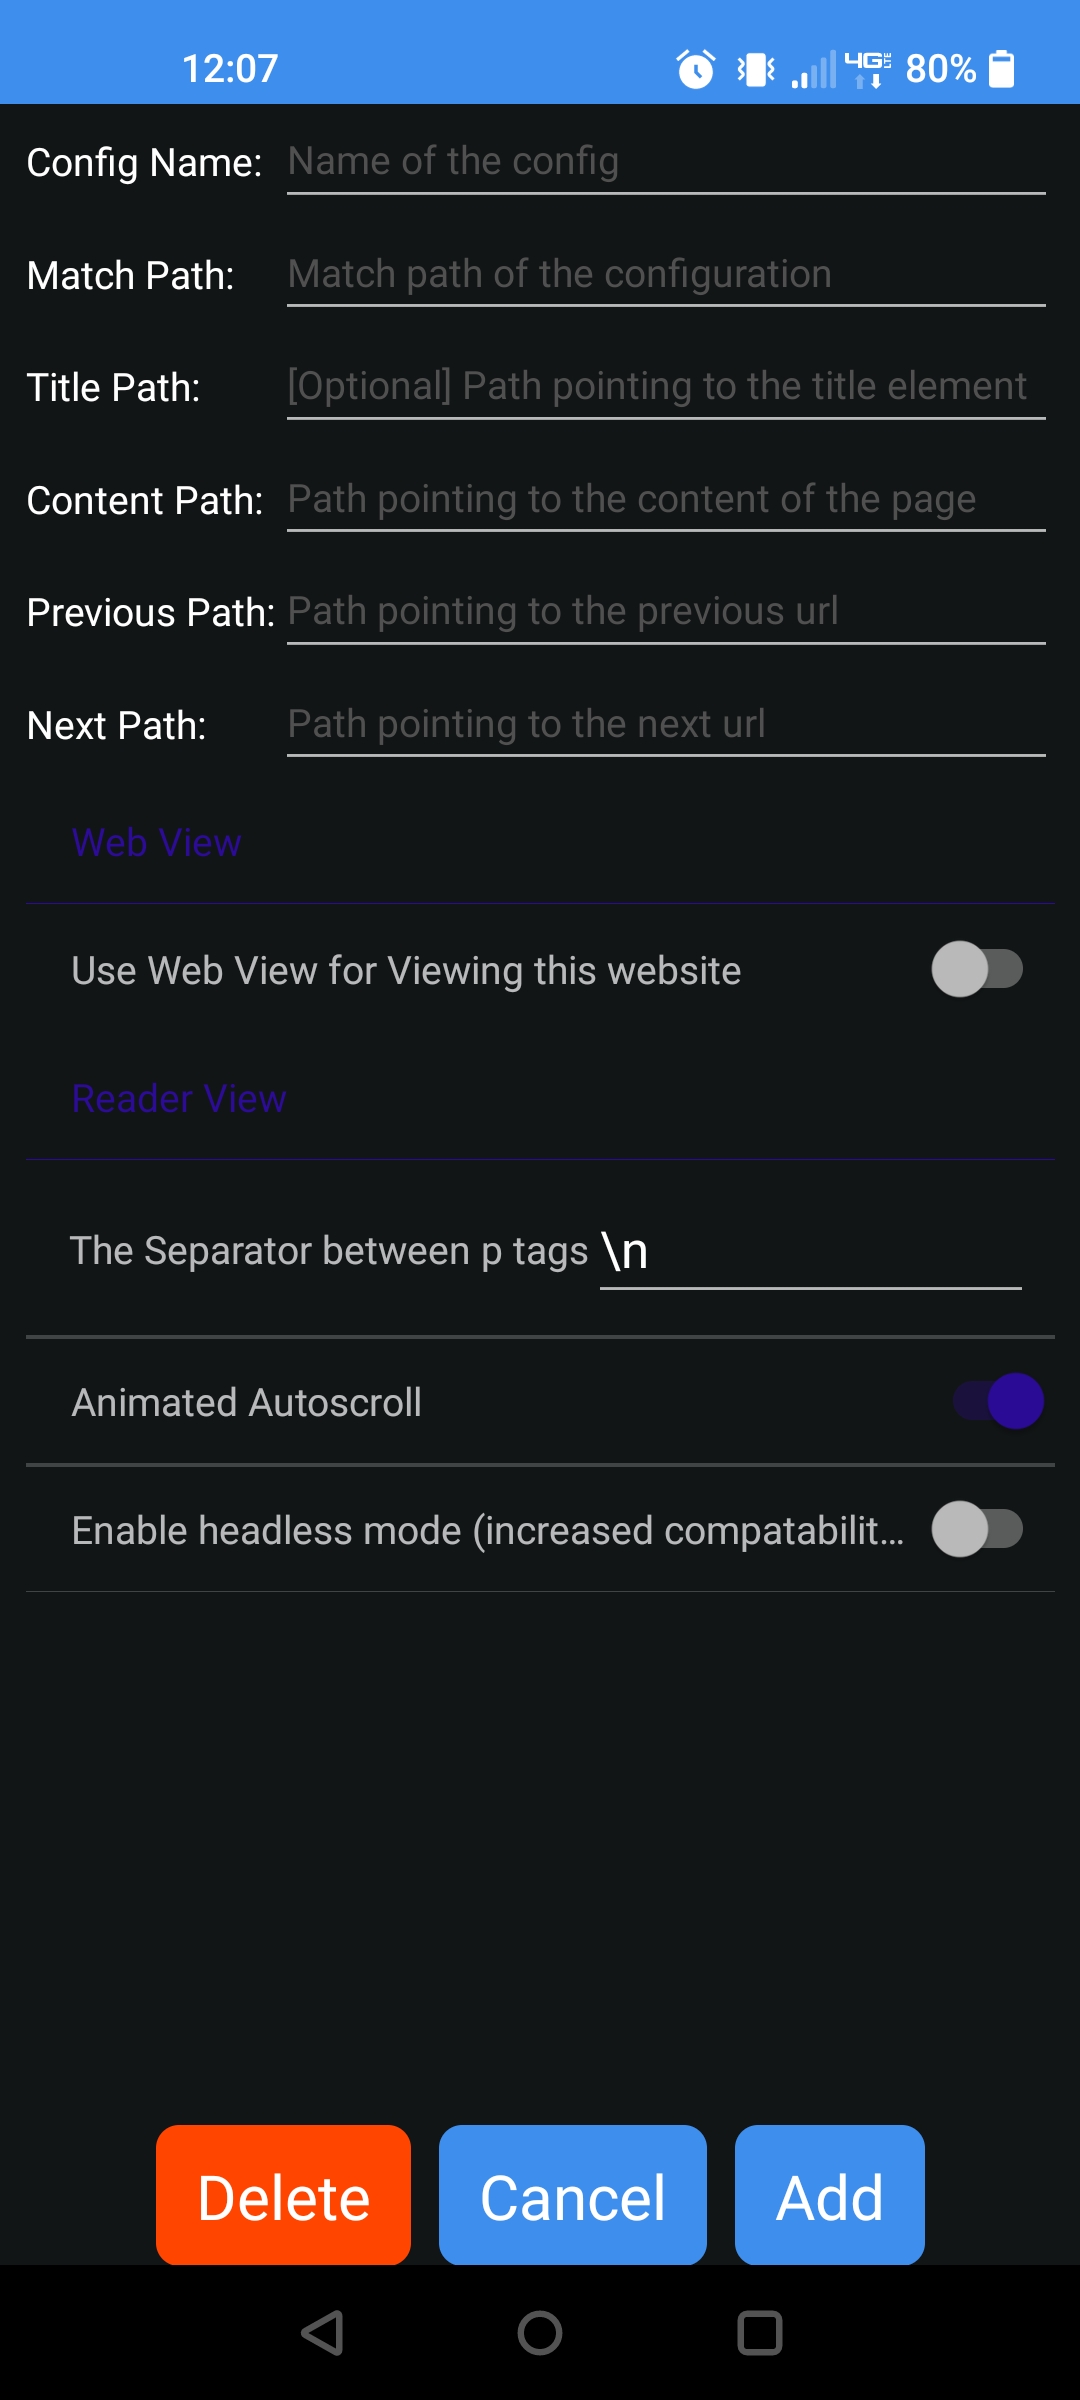 12:07 4G LTE 80%
Config Name: Name of the config
Match Path: Match path of the configuration
Title Path: [Optional] Path pointing to the title element
Content Path: Path pointing to the content of the page
Previous Path: Path pointing to the previous url
Next Path: Path pointing to the next url
Web View
Use Web View for Viewing this website
Reader View
The Separator between p tags \n
Animated Autoscroll
Enable headless mode (increased compatabilit...
Delete Cancel Add